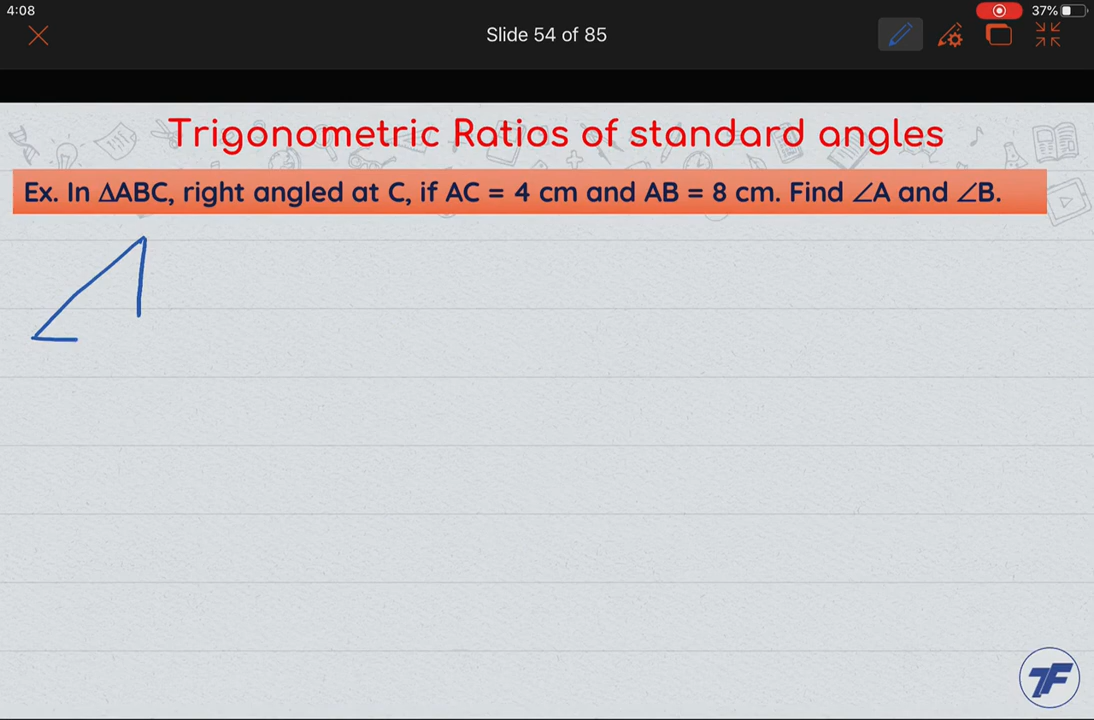 4:08
37%
Slide 54 of 85
Trigonometric Ratios of standard angles
Ex. In ΔABC, right angled at C, if AC = 4 cm and AB = 8 cm. Find ∠A and ∠B.
TF